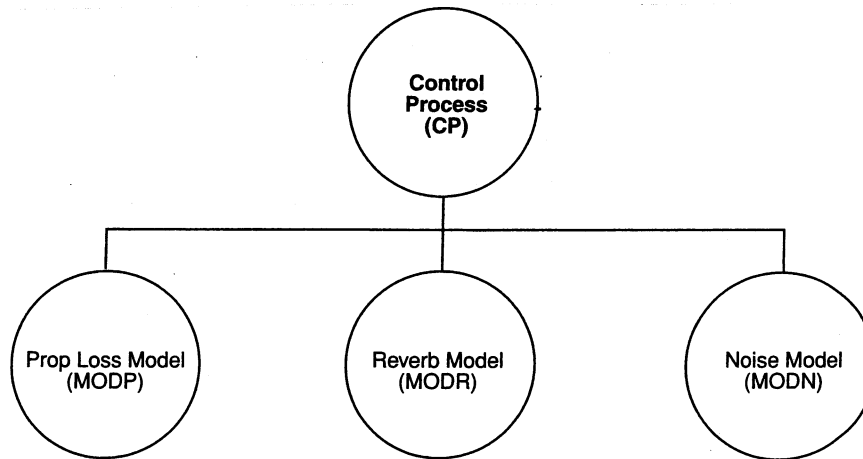 Control
Process
(CP)
Prop Loss Model
(MODP)
Reverb Model
(MODR)
Noise Model
(MODN)